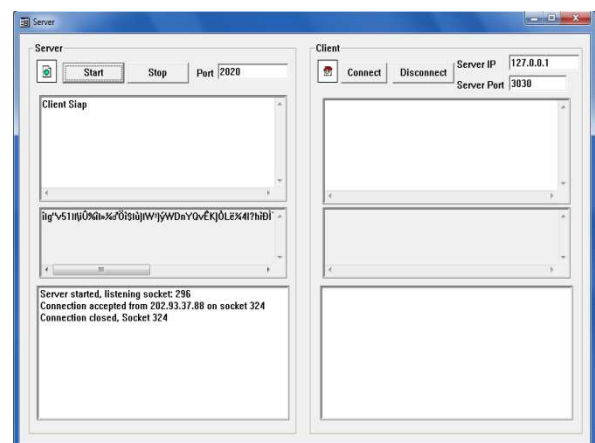 Server
Server
Start
Stop
Port
2020
Client Siap
Server started, listening socket: 296
Connection accepted from 202.93.37.88 on socket 324
Connection closed, Socket 324
Client
Connect
Disconnect
Server IP
127.0.0.1
Server Port
3030